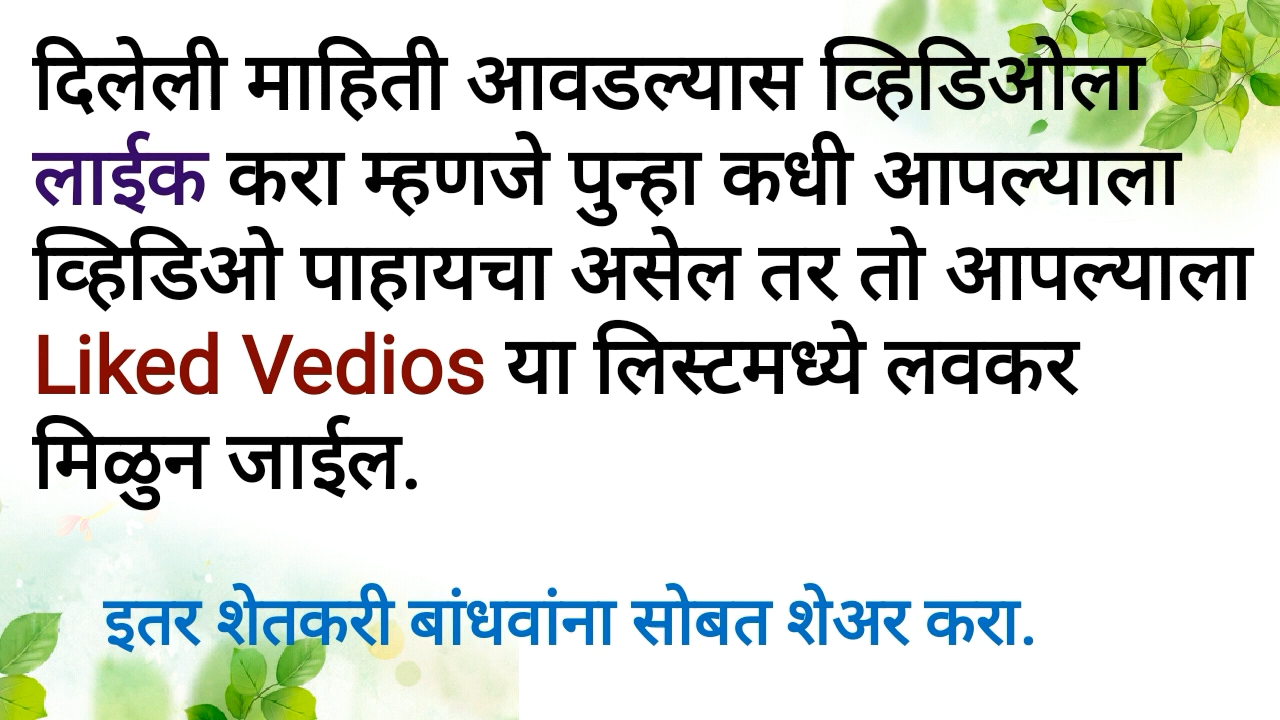 दिलेली माहिती आवडल्यास व्हिडिओला
लाईक करा म्हणजे पुन्हा कधी आपल्याला
व्हिडिओ पाहायचा असेल तर तो आपल्याला
Liked Vedios या लिस्टमध्ये लवकर
मिळुन जाईल.
इतर शेतकरी बांधवांना सोबत शेअर करा.